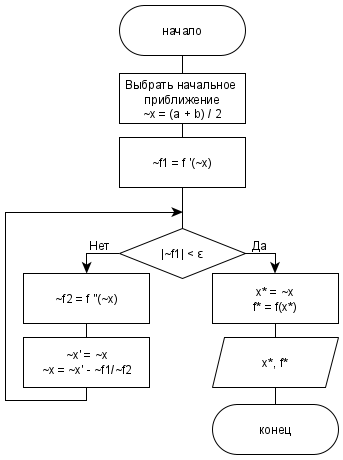 начало
Выбрать начальное
приближение
~x = (a + b) / 2
~f1 = f '(~x)
|~f1| < ε
Нет
Да
~f2 = f ''(~x)
x* = ~x
f* = f(x*)
~x' = ~x
~x = ~x' - ~f1/~f2
x*, f*
конец